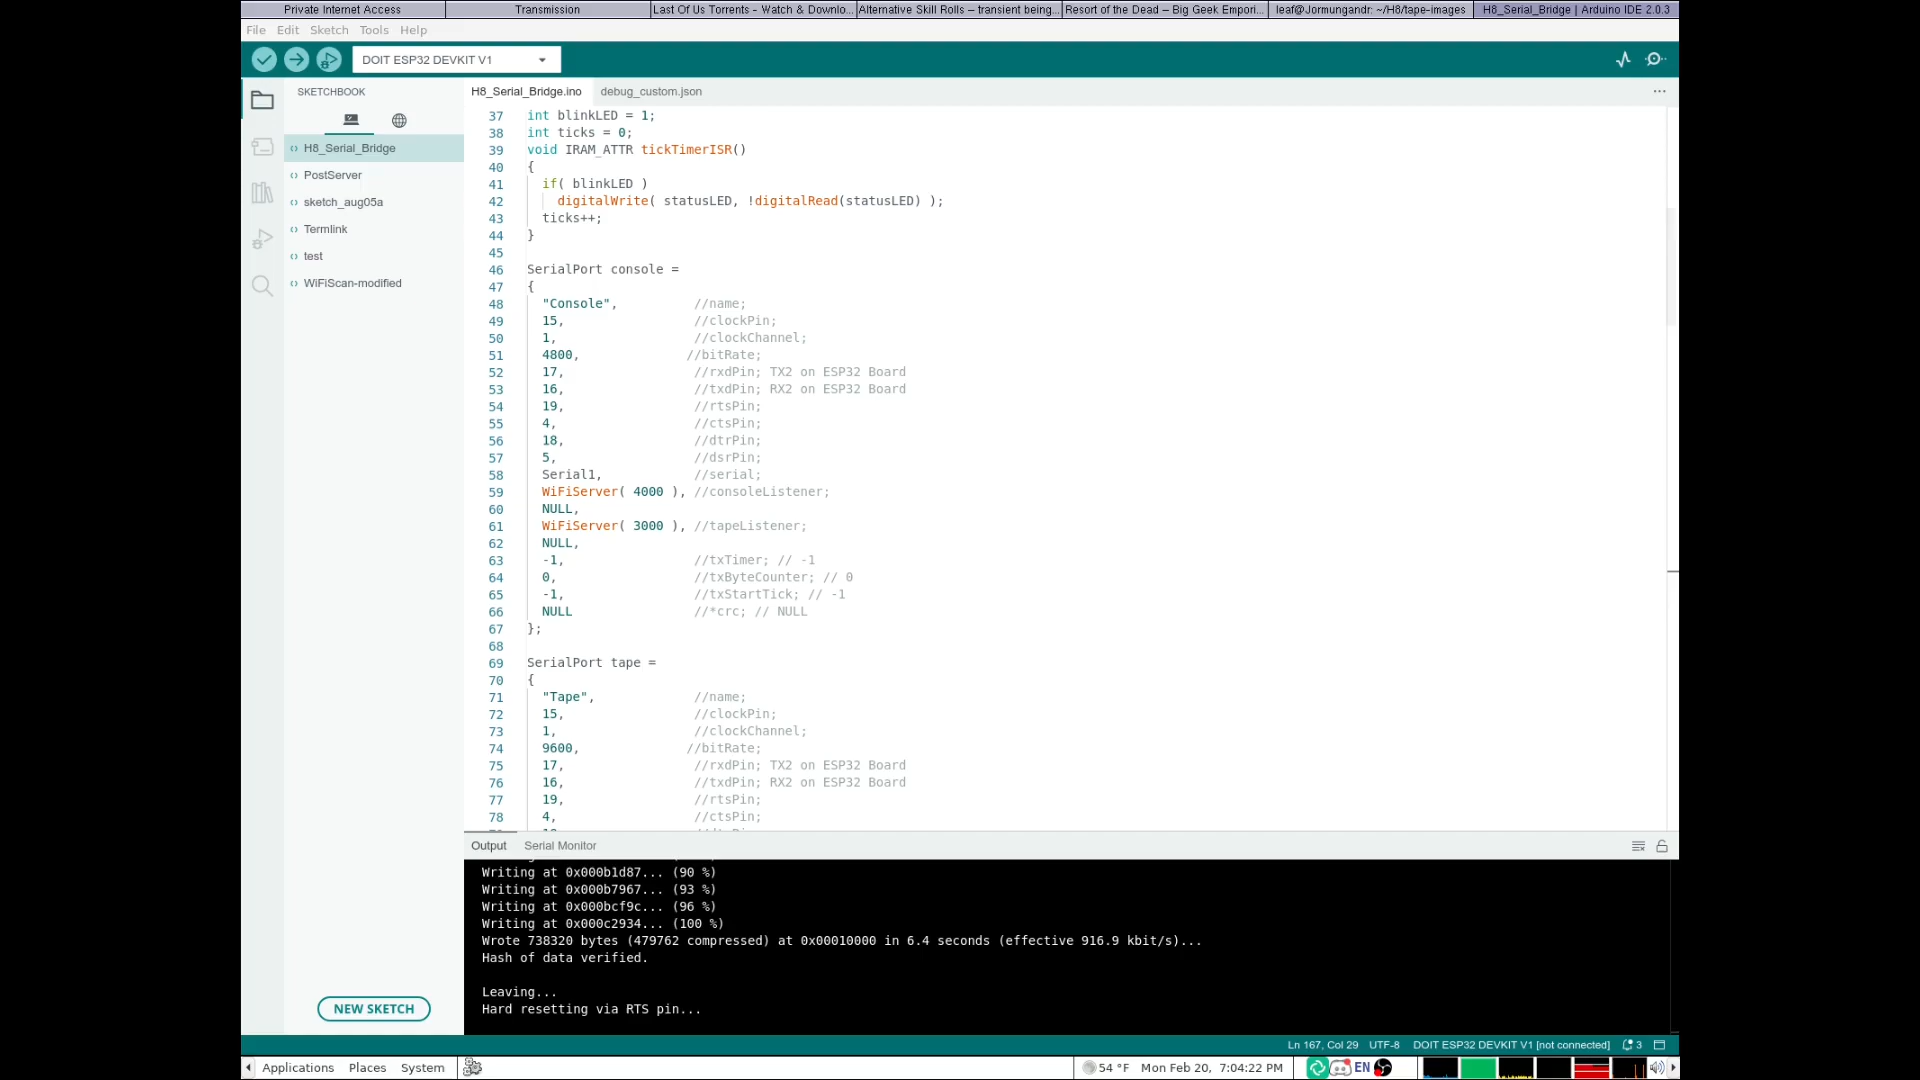 Private Internet Access
Transmission
Last Of Us Torrents - Watch & Downlo...
Alternative Skill Rolls – transient being...
Resort of the Dead – Big Geek Empori...
leaf@Jormungandr: ~/H8/tape-images
H8_Serial_Bridge | Arduino IDE 2.0.3
File Edit Sketch Tools Help
DOIT ESP32 DEVKIT V1
SKETCHBOOK
H8_Serial_Bridge
PostServer
sketch_aug05a
Termlink
test
WiFiScan-modified
NEW SKETCH
H8_Serial_Bridge.ino debug_custom.json
37 int blinkLED = 1;
38 int ticks = 0;
39 void IRAM_ATTR tickTimerISR()
40 {
41 if( blinkLED )
42 digitalWrite( statusLED, !digitalRead(statusLED) );
43 ticks++;
44 }
45
46 SerialPort console =
47 {
48 "Console", //name;
49 15, //clockPin;
50 1, //clockChannel;
51 4800, //bitRate;
52 17, //rxdPin; TX2 on ESP32 Board
53 16, //txdPin; RX2 on ESP32 Board
54 19, //rtsPin;
55 4, //ctsPin;
56 18, //dtrPin;
57 5, //dsrPin;
58 Serial1, //serial;
59 WiFiServer( 4000 ), //consoleListener;
60 NULL,
61 WiFiServer( 3000 ), //tapeListener;
62 NULL,
63 -1, //txTimer; // -1
64 0, //txByteCounter; // 0
65 -1, //txStartTick; // -1
66 NULL //*crc; // NULL
67 };
68
69 SerialPort tape =
70 {
71 "Tape", //name;
72 15, //clockPin;
73 1, //clockChannel;
74 9600, //bitRate;
75 17, //rxdPin; TX2 on ESP32 Board
76 16, //txdPin; RX2 on ESP32 Board
77 19, //rtsPin;
78 4, //ctsPin;
Output Serial Monitor
Writing at 0x000b1d87... (90 %)
Writing at 0x000b7967... (93 %)
Writing at 0x000bcf9c... (96 %)
Writing at 0x000c2934... (100 %)
Wrote 738320 bytes (479762 compressed) at 0x00010000 in 6.4 seconds (effective 916.9 kbit/s)...
Hash of data verified.
Leaving...
Hard resetting via RTS pin...
Ln 167, Col 29 UTF-8 DOIT ESP32 DEVKIT V1 [not connected] 3
Applications Places System
54 °F Mon Feb 20, 7:04:22 PM EN